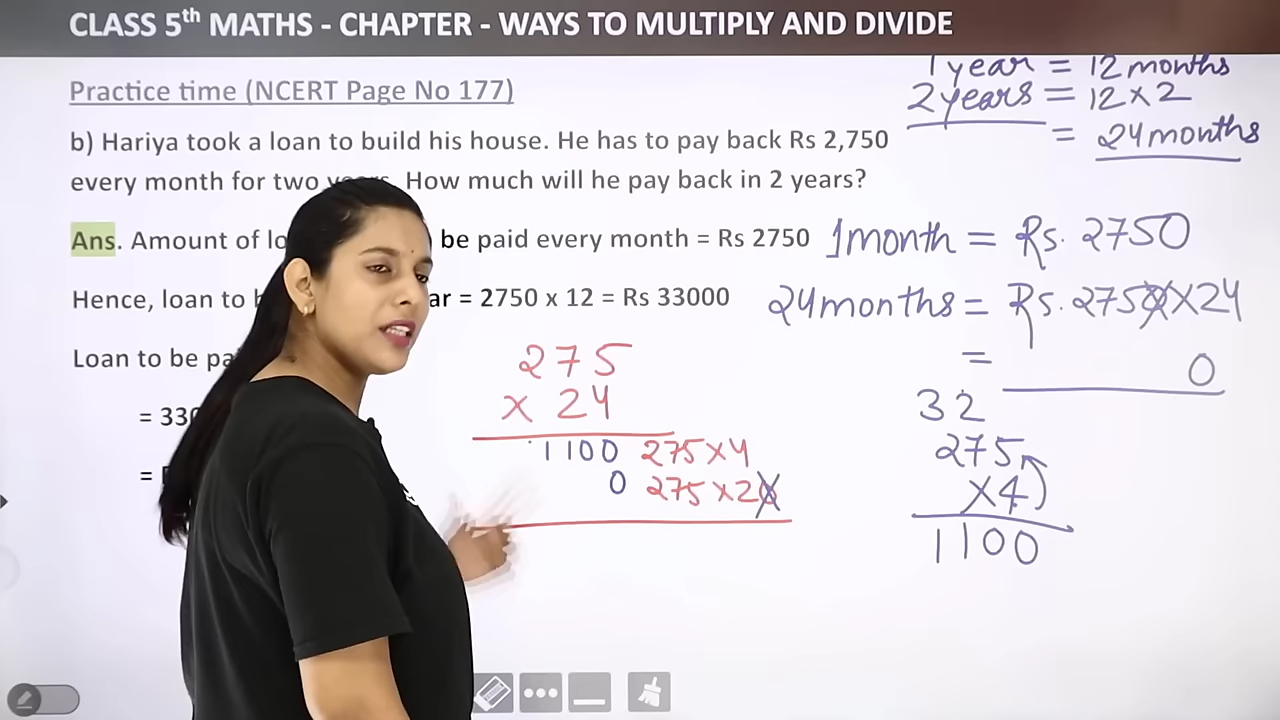 CLASS 5th MATHS - CHAPTER - WAYS TO MULTIPLY AND DIVIDE
Practice time (NCERT Page No 177)
b) Hariya took a loan to build his house. He has to pay back Rs 2,750
every month for two How much will he pay back in 2 years?
Ans. Amount of be paid every month = Rs 2750
Hence, loan to = 2750 x 12 = Rs 33000
Loan to be
=
=
1 year = 12 months
2 years = 12 x 2
= 24 months
1 month = Rs. 2750
24 months = Rs. 2750 x 24
= 0
275
x 24
1100 275 x 4
0 275 x 20
32
275
x 4
1100